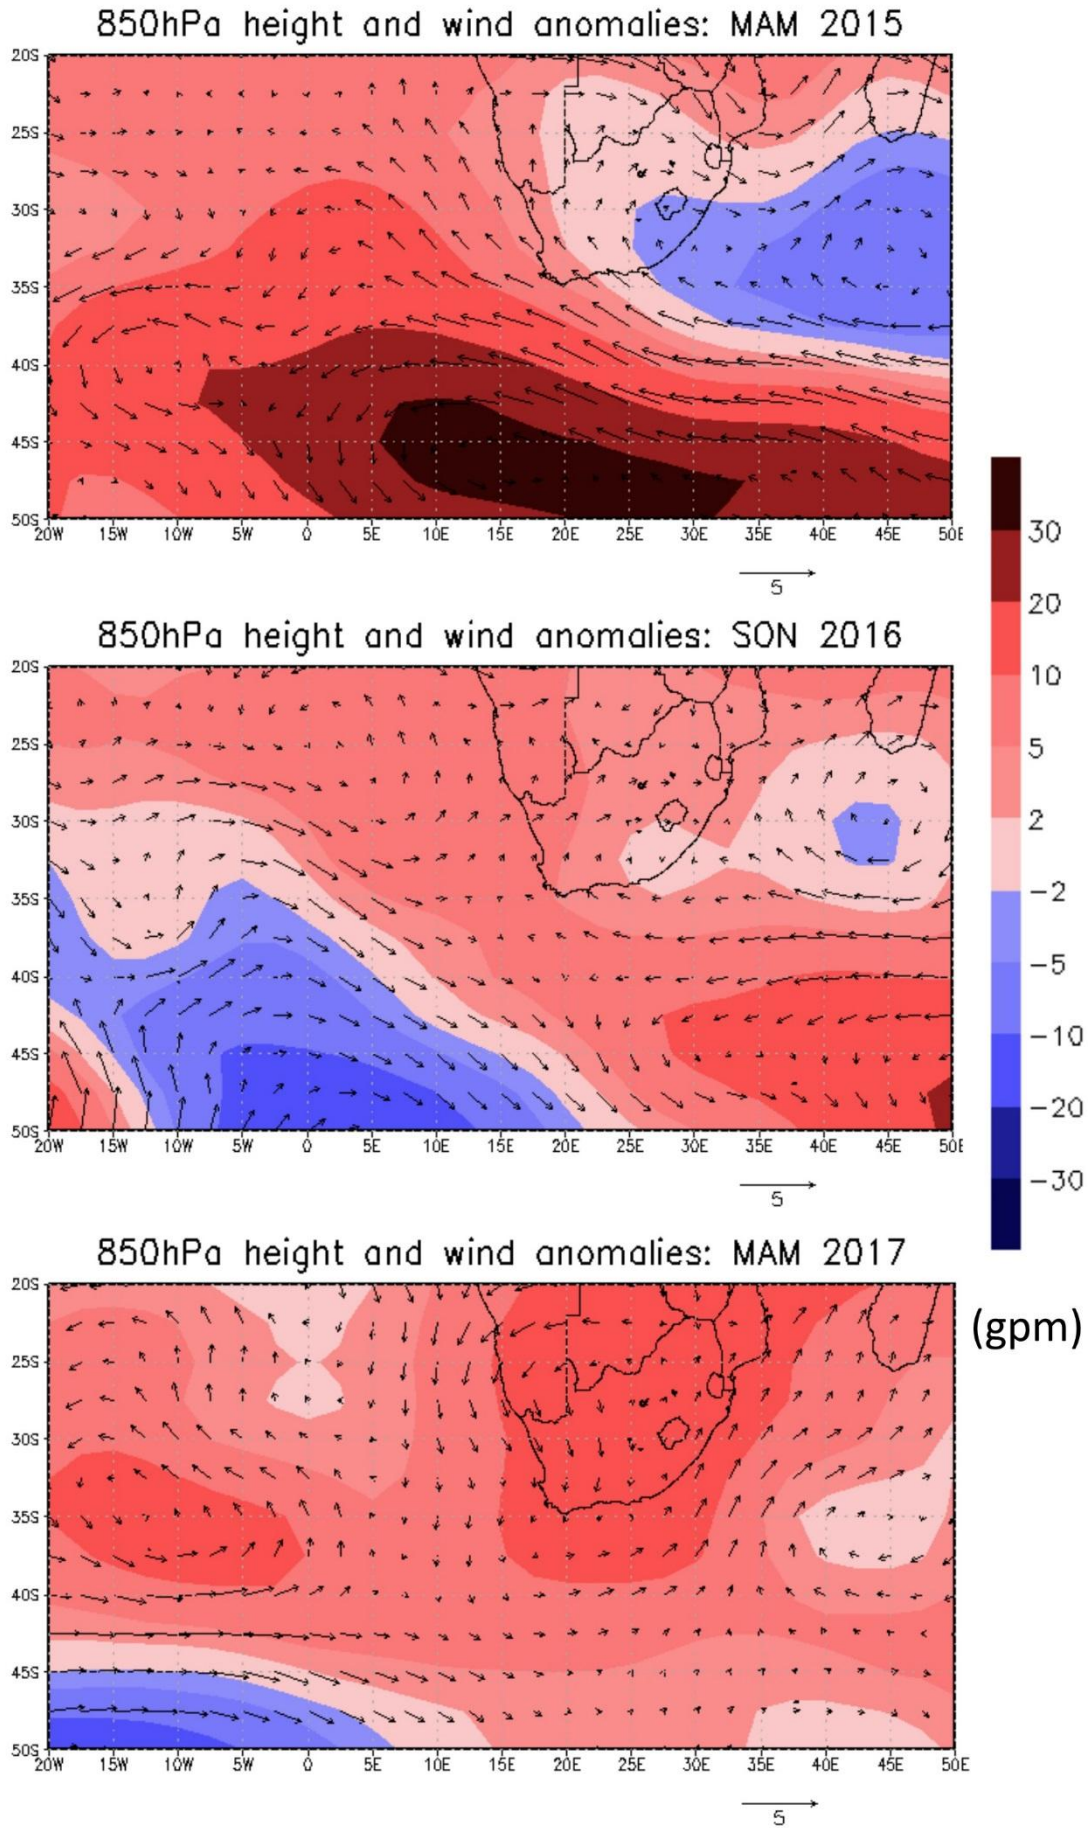 850hPa height and wind anomalies: MAM 2015
20S
25S
30S
35S
40S
45S
50S
20W 15W 10W 5W 0 5E 10E 15E 20E 25E 30E 35E 40E 45E 50E
5
850hPa height and wind anomalies: SON 2016
20S
25S
30S
35S
40S
45S
50S
20W 15W 10W 5W 0 5E 10E 15E 20E 25E 30E 35E 40E 45E 50E
5
850hPa height and wind anomalies: MAM 2017
20S
25S
30S
35S
40S
45S
50S
20W 15W 10W 5W 0 5E 10E 15E 20E 25E 30E 35E 40E 45E 50E
5
30
20
10
5
2
-2
-5
-10
-20
-30
(gpm)